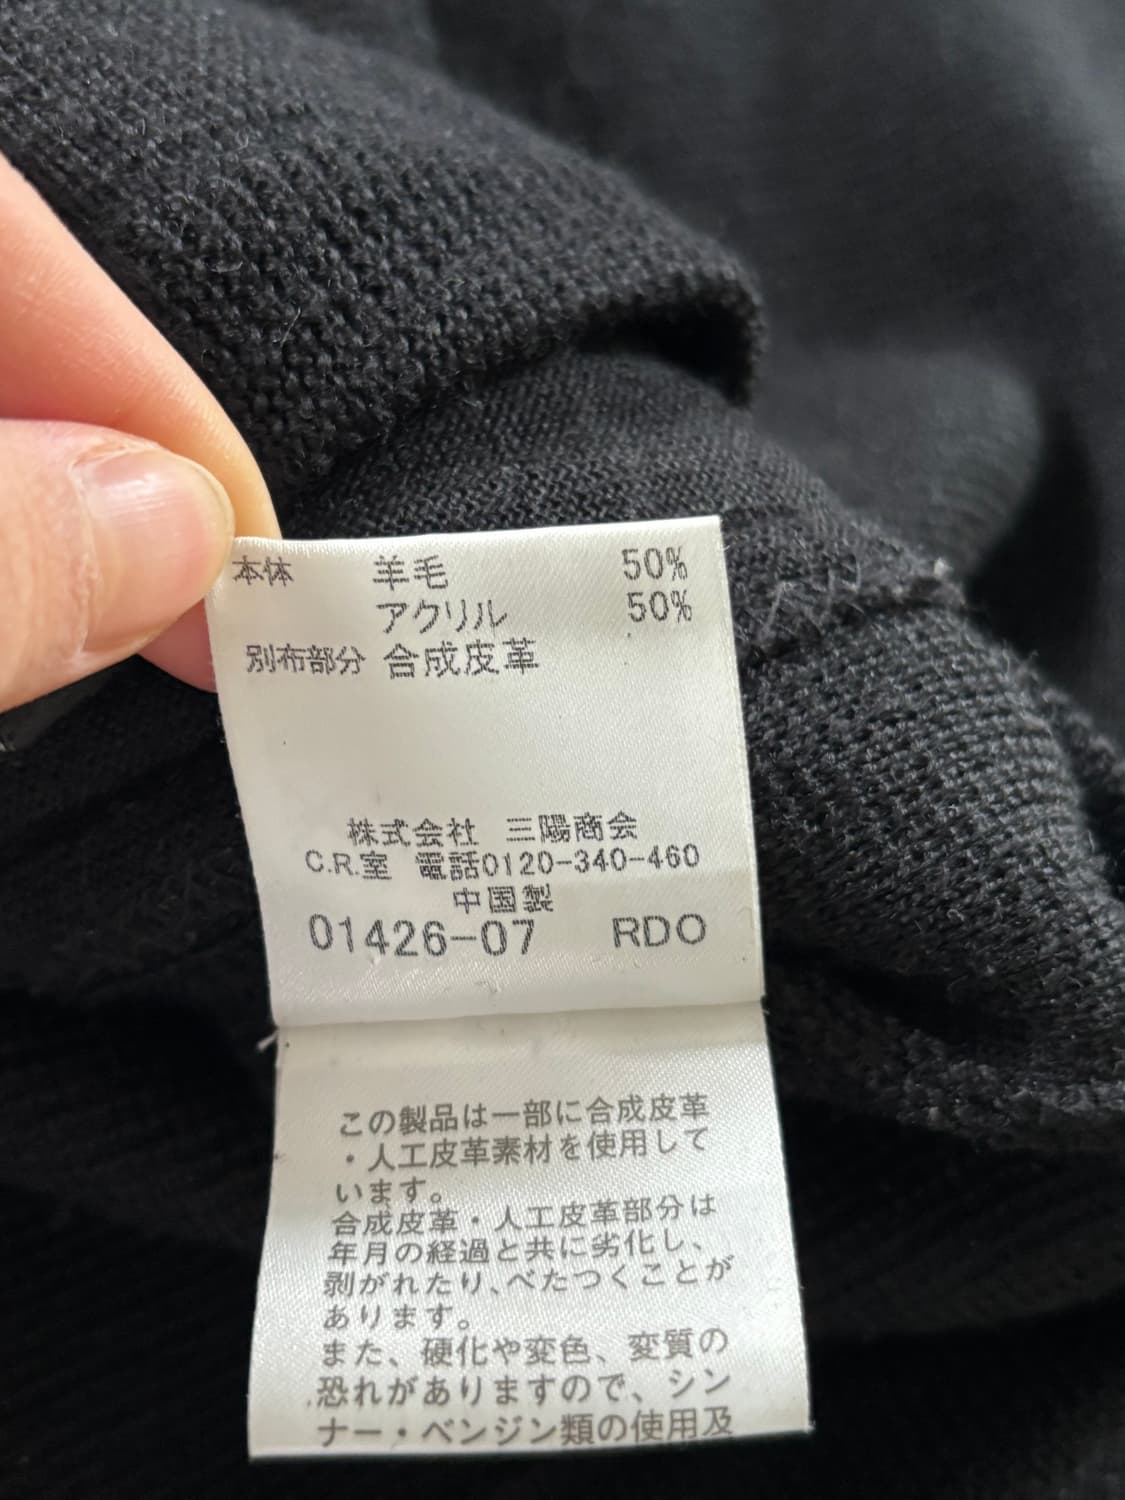 本体 羊毛 50%
アクリル 50%
別布部分 合成皮革
株式会社 三陽商会
C.R.室 電話0120-340-460
中国製
01426-07 RDO
この製品は一部に合成皮革
・人工皮革素材を使用して
います。
合成皮革・人工皮革部分は
年月の経過と共に劣化し、
剥がれたり、べたつくことが
あります。
また、硬化や変色、変質の
恐れがありますので、シン
ナー・ベンジン類の使用及